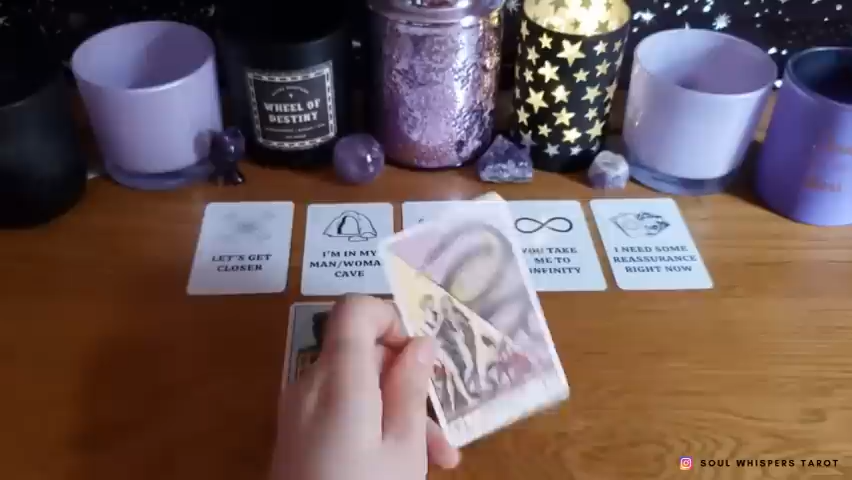 WHEEL OF
DESTINY
LET'S GET
CLOSER
I'M IN MY
MAN/WOMA
CAVE
YOU TAKE
ME TO
INFINITY
I NEED SOME
REASSURANCE
RIGHT NOW
SOUL WHISPERS TAROT